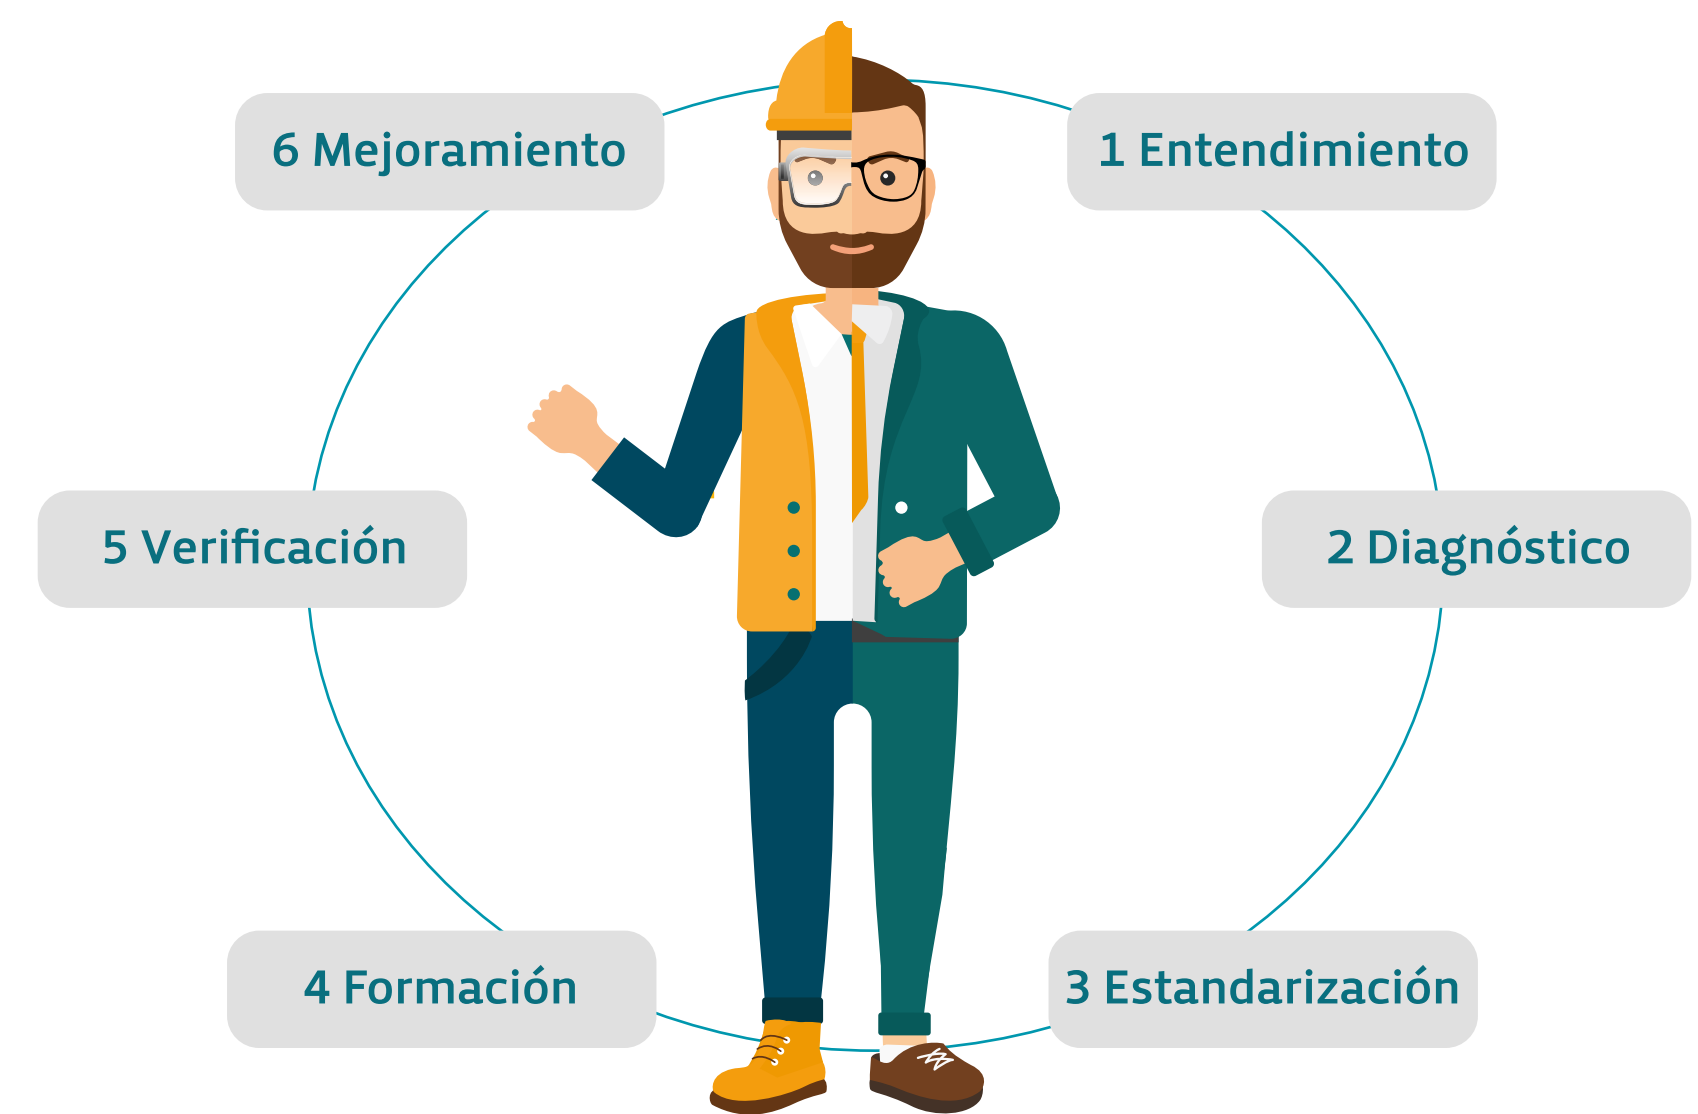 1 Entendimiento
2 Diagnóstico
3 Estandarización
4 Formación
5 Verificación
6 Mejoramiento